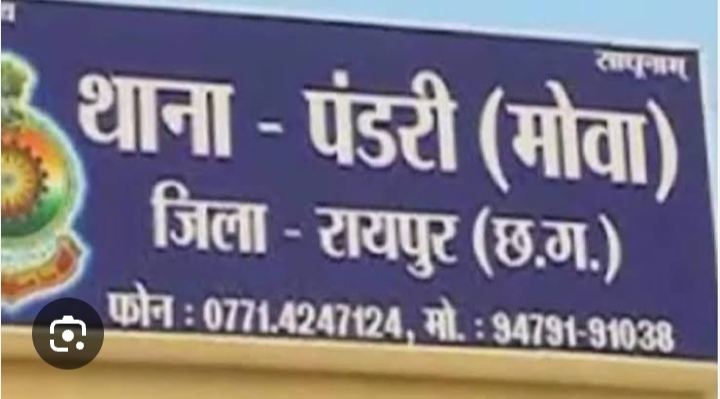 साधूनाम्
थाना - पंडरी (मोवा)
जिला - रायपुर (छ.ग.)
फोन : 0771.4247124, मो. : 94791-91038